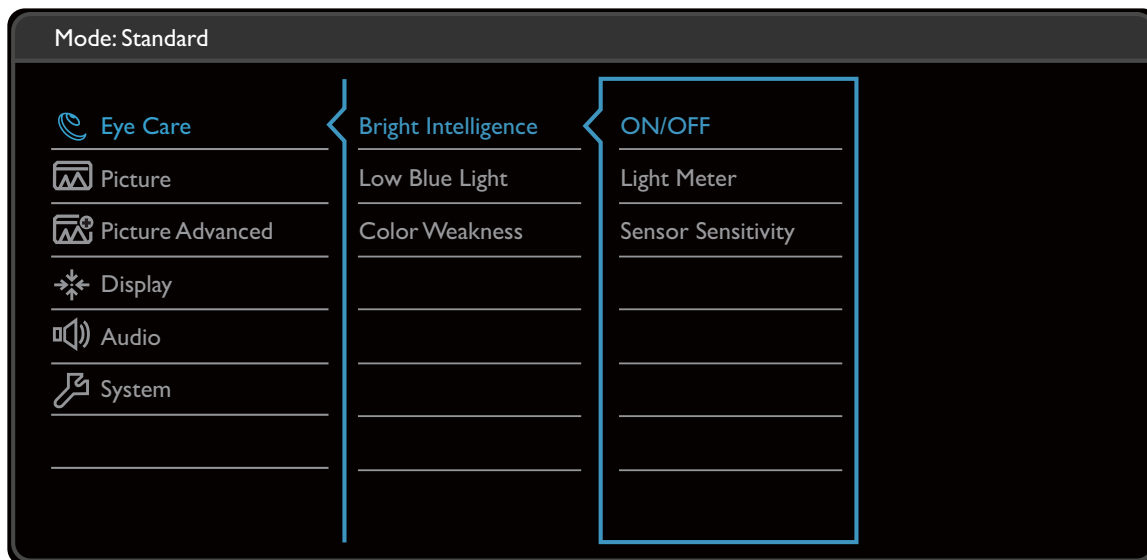 Mode: Standard
Eye Care
Bright Intelligence
ON/OFF
Picture
Low Blue Light
Light Meter
Picture Advanced
Color Weakness
Sensor Sensitivity
Display
Audio
System